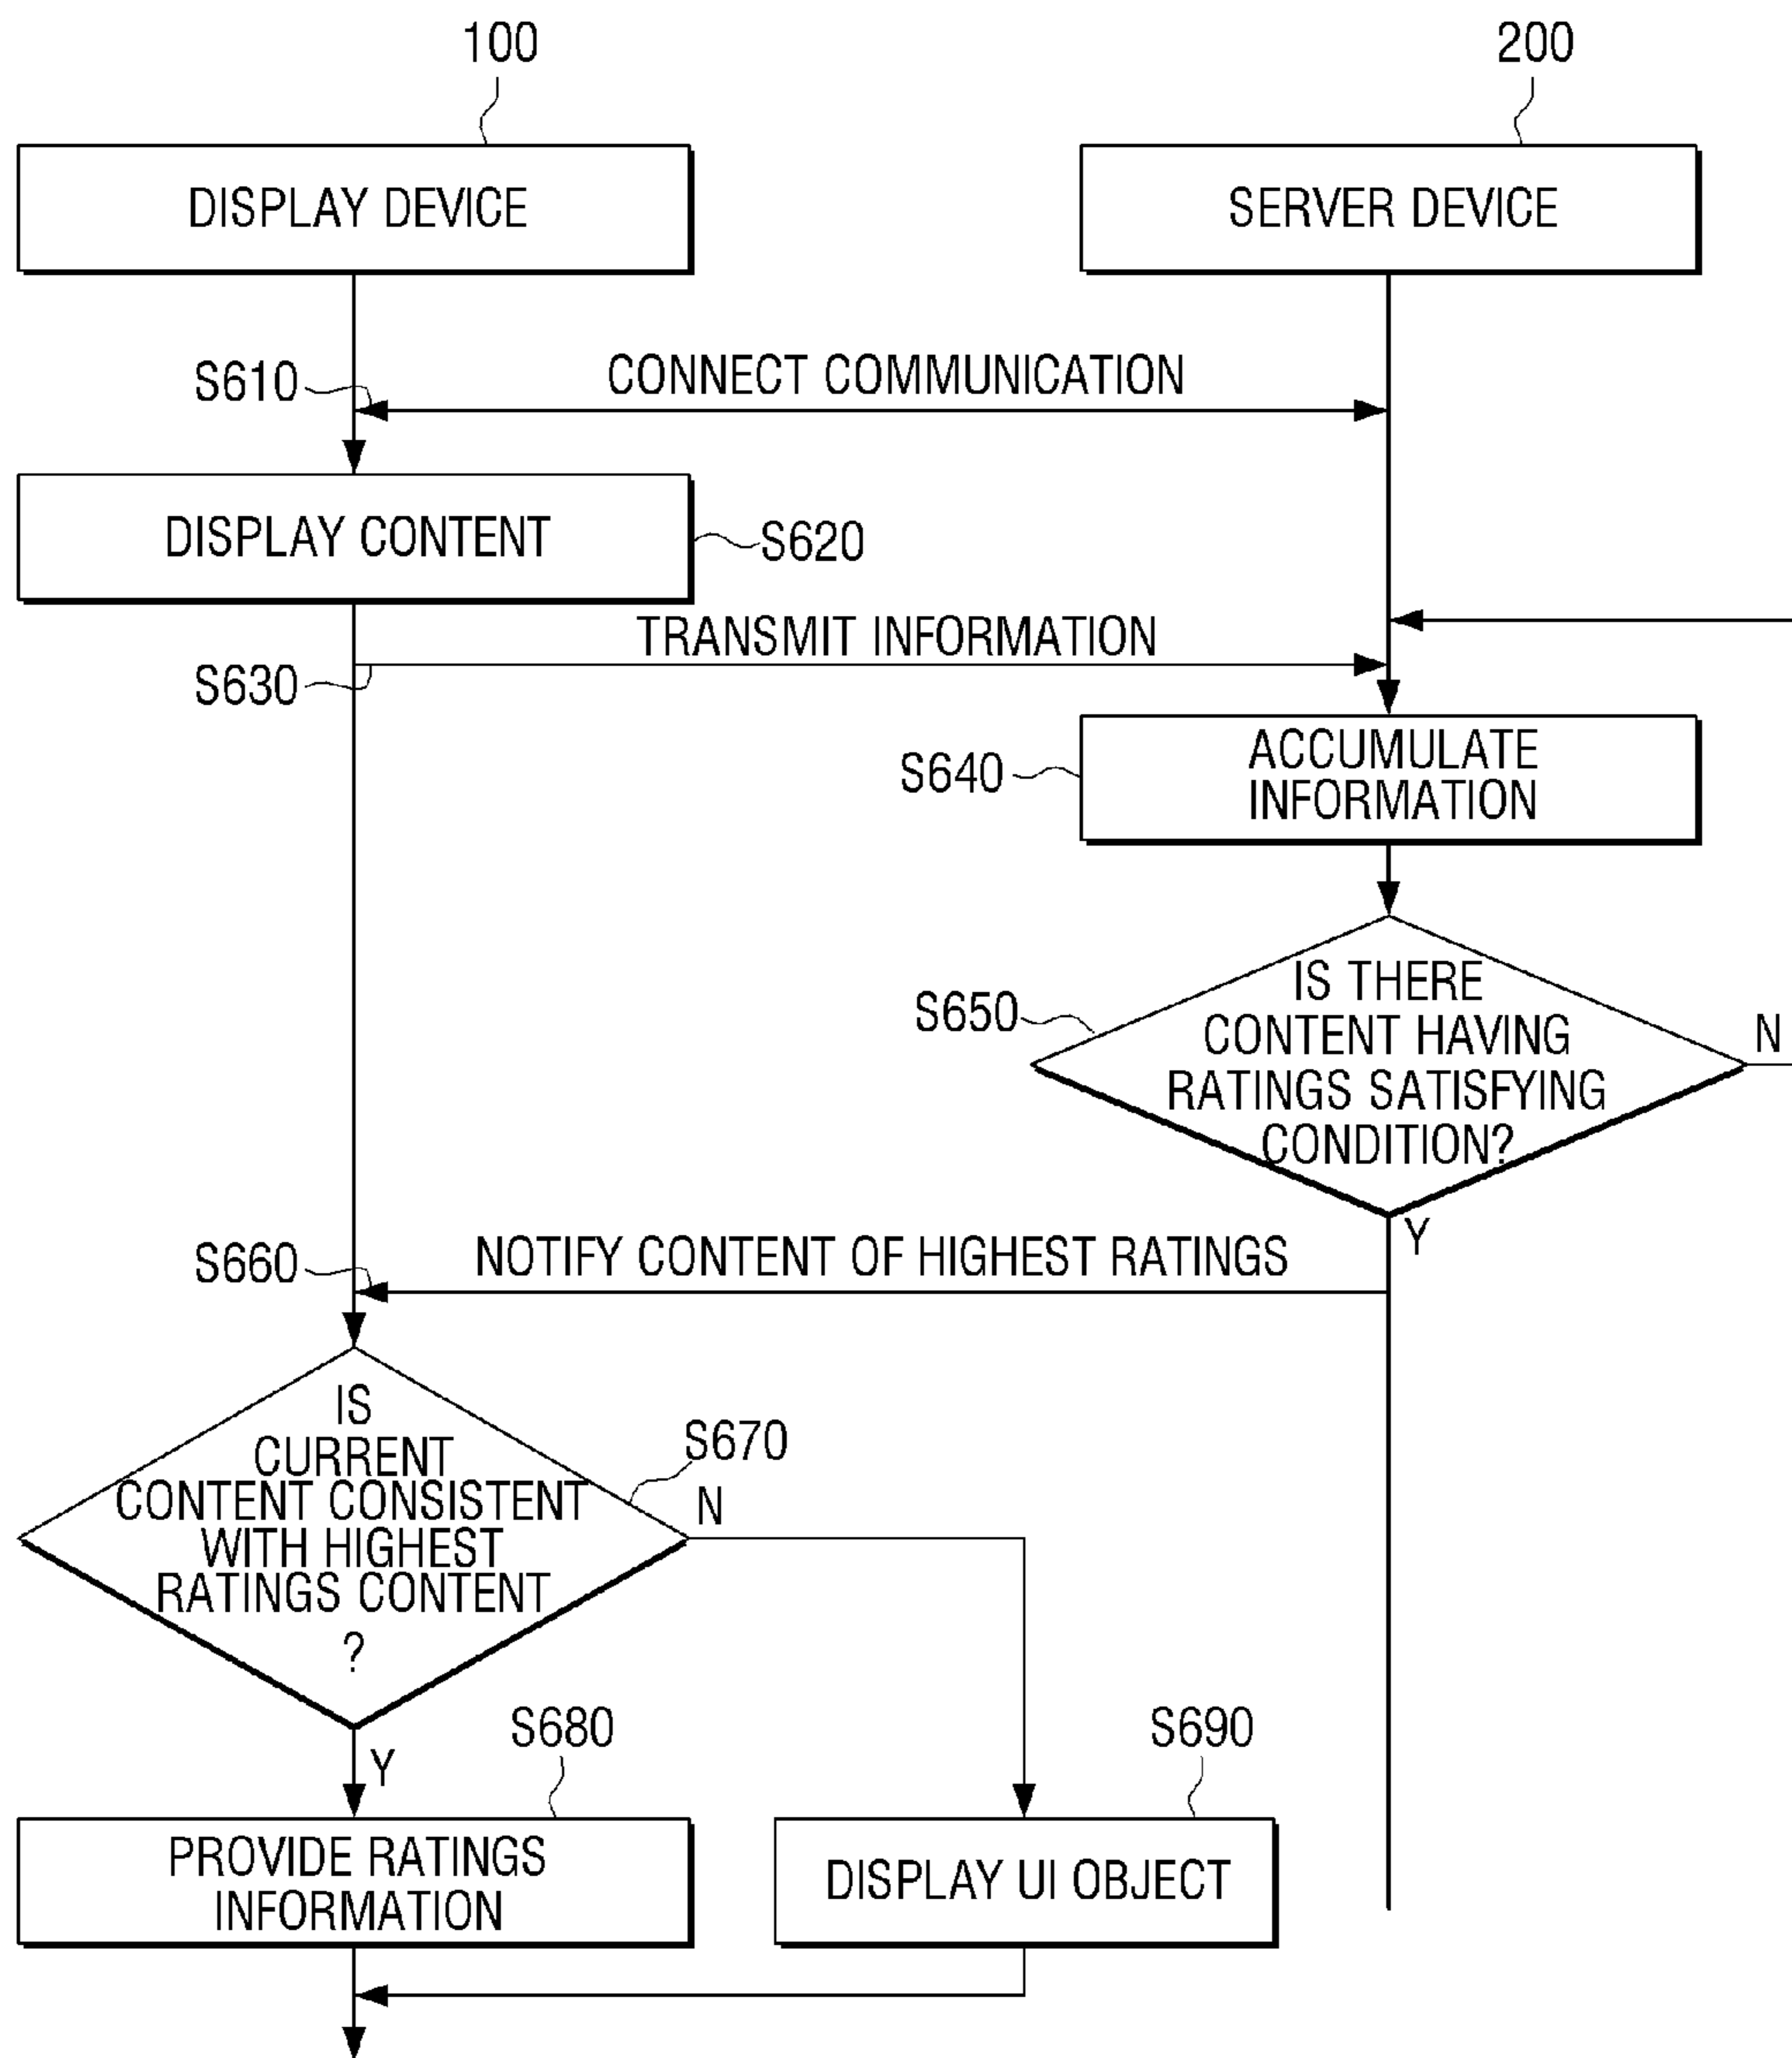 100
200
DISPLAY DEVICE
SERVER DEVICE
S610
CONNECT COMMUNICATION
DISPLAY CONTENT
S620
TRANSMIT INFORMATION
S630
S640
ACCUMULATE
INFORMATION
S650
IS THERE
CONTENT HAVING
RATINGS SATISFYING
CONDITION?
N
Y
S660
NOTIFY CONTENT OF HIGHEST RATINGS
IS
CURRENT
CONTENT CONSISTENT
WITH HIGHEST
RATINGS CONTENT
?
S670
N
Y
S680
S690
PROVIDE RATINGS
INFORMATION
DISPLAY UI OBJECT